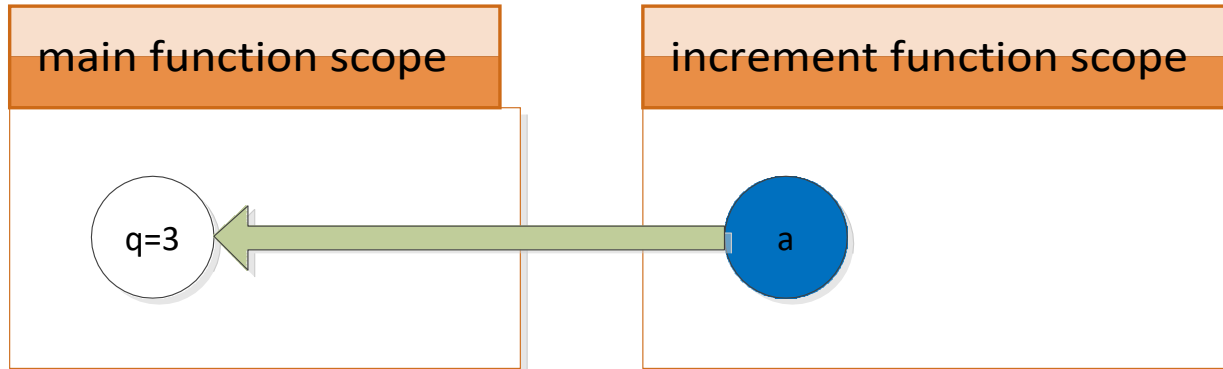 main function scope
increment function scope
q=3
a